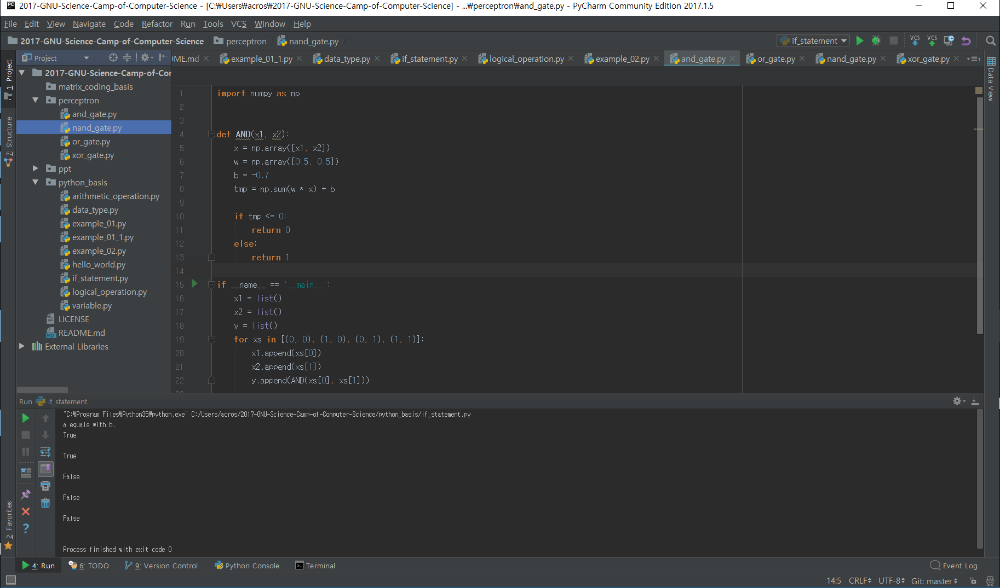 2017-GNU-Science-Camp-of-Computer-Science - [C:₩Users₩acros₩2017-GNU-Science-Camp-of-Computer-Science] - ...₩perceptron₩and_gate.py - PyCharm Community Edition 2017.1.5
File Edit View Navigate Code Refactor Run Tools VCS Window Help
2017-GNU-Science-Camp-of-Computer-Science perceptron nand_gate.py if_statement VCS VCS
Project DME.md example_01_1.py data_type.py if_statement.py logical_operation.py example_02.py and_gate.py or_gate.py nand_gate.py xor_gate.py
1: Project
7: Structure
2: Favorites
Data View
2017-GNU-Science-Camp-of-Cor
matrix_coding_basis
perceptron
and_gate.py
nand_gate.py
or_gate.py
xor_gate.py
ppt
python_basis
arithmetic_operation.py
data_type.py
example_01.py
example_01_1.py
example_02.py
hello_world.py
if_statement.py
logical_operation.py
variable.py
LICENSE
README.md
External Libraries
1 import numpy as np
2
3
4 def AND(x1, x2):
5 x = np.array([x1, x2])
6 w = np.array([0.5, 0.5])
7 b = -0.7
8 tmp = np.sum(w * x) + b
9
10 if tmp <= 0:
11 return 0
12 else:
13 return 1
14
15 if __name__ == '__main__':
16 x1 = list()
17 x2 = list()
18 y = list()
19 for xs in [(0, 0), (1, 0), (0, 1), (1, 1)]:
20 x1.append(xs[0])
21 x2.append(xs[1])
22 y.append(AND(xs[0], xs[1]))
Run if_statement
"C:₩Program Files₩Python35₩python.exe" C:/Users/acros/2017-GNU-Science-Camp-of-Computer-Science/python_basis/if_statement.py
a equals with b.
True
True
False
False
False
Process finished with exit code 0
4: Run 6: TODO 9: Version Control Python Console Terminal Event Log
14:5 CRLF UTF-8 Git: master